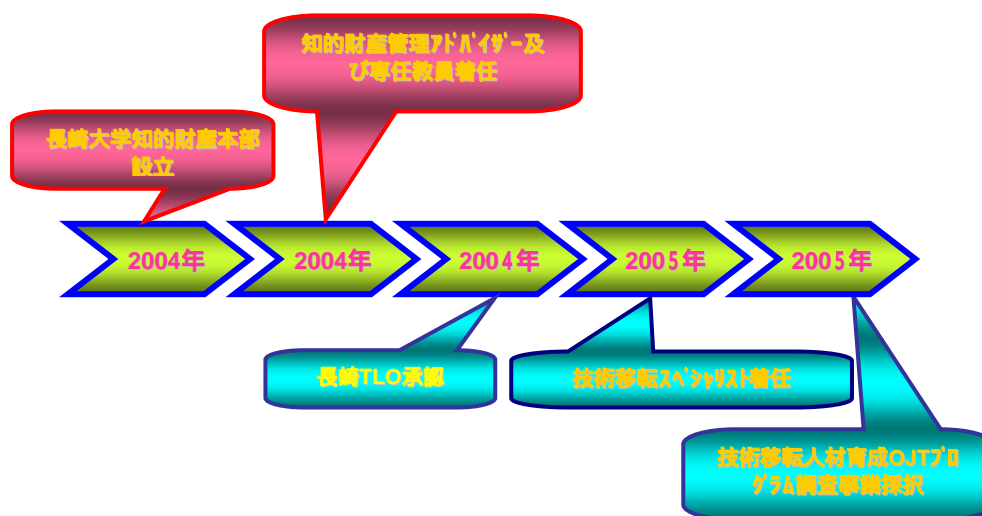 知的財産管理ｱﾄﾞﾊﾞｲｻﾞｰ及
び専任教員着任
長崎大学知的財産本部
設立
2004年
2004年
2004年
2005年
2005年
長崎TLO承認
技術移転ｽﾍﾟｼｬﾘｽﾄ着任
技術移転人材育成OJTﾌﾟﾛ
ｸﾞﾗﾑ調査事業採択